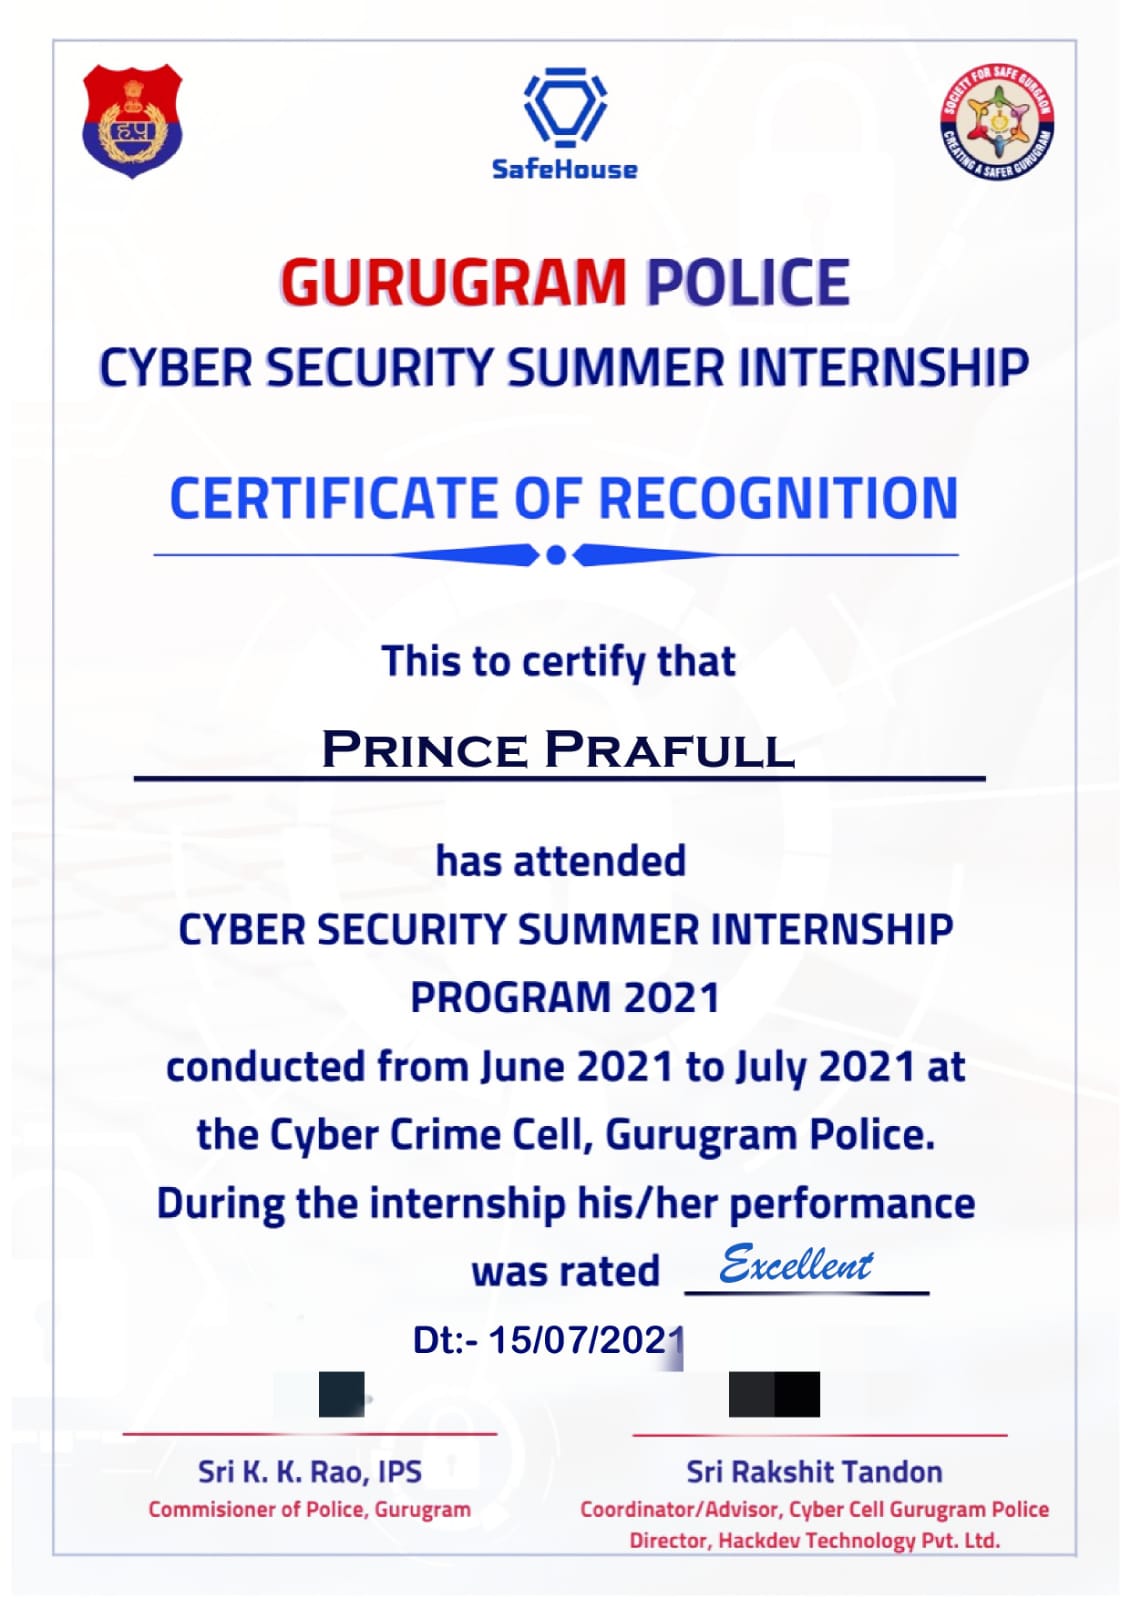 ह.पु
SafeHouse
SOCIETY FOR SAFE GURGAON
CREATING A SAFER GURUGRAM
GURUGRAM POLICE
CYBER SECURITY SUMMER INTERNSHIP
CERTIFICATE OF RECOGNITION
This to certify that
PRINCE PRAFULL
has attended
CYBER SECURITY SUMMER INTERNSHIP
PROGRAM 2021
conducted from June 2021 to July 2021 at
the Cyber Crime Cell, Gurugram Police.
During the internship his/her performance
was rated Excellent
Dt:- 15/07/2021
Sri K. K. Rao, IPS
Commisioner of Police, Gurugram
Sri Rakshit Tandon
Coordinator/Advisor, Cyber Cell Gurugram Police
Director, Hackdev Technology Pvt. Ltd.